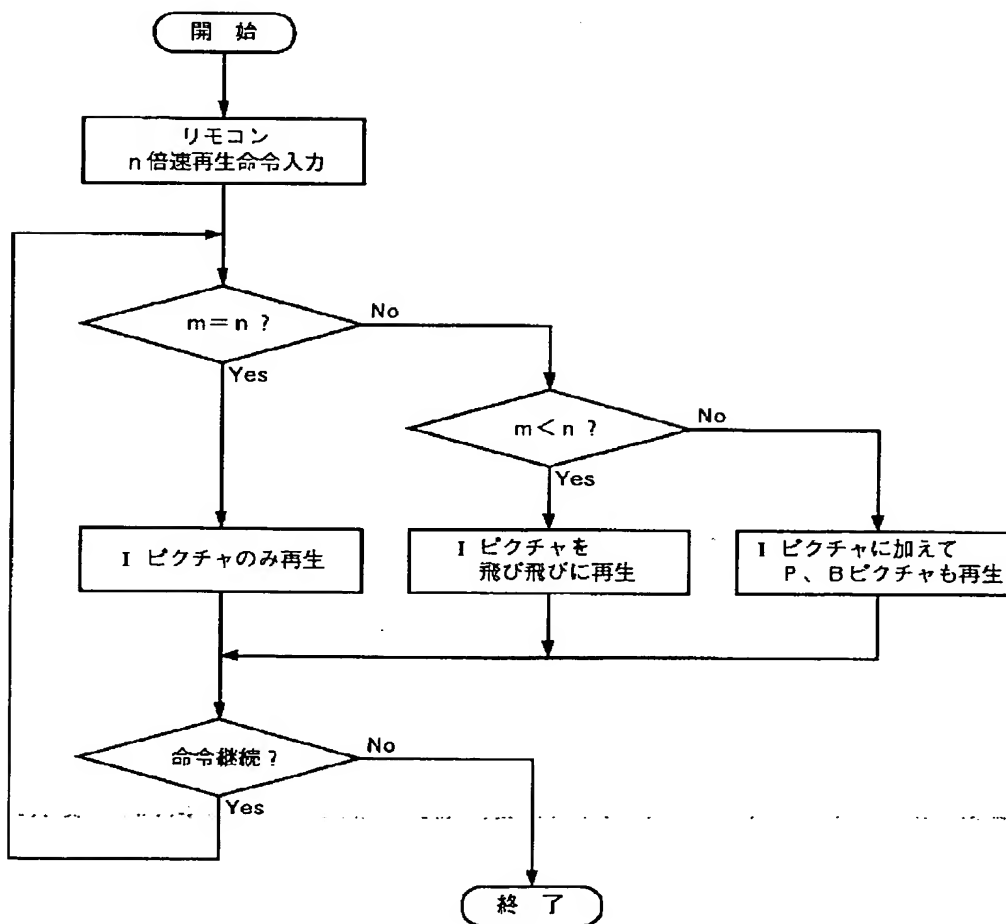 開 始
リモコン
n倍速再生命令入力
m=n ?
No
Yes
m<n ?
No
Yes
I ピクチャのみ再生
I ピクチャを
飛び飛びに再生
I ピクチャに加えて
P、Bピクチャも再生
命令継続?
No
Yes
終 了